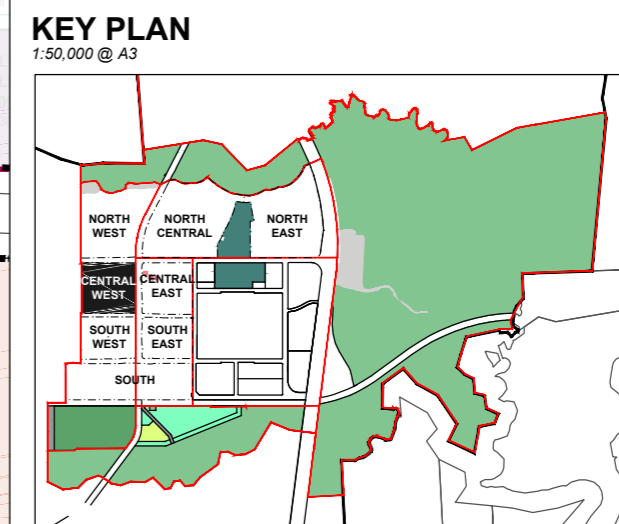 KEY PLAN
1:50,000 @ A3
NORTH
WEST
NORTH
CENTRAL
NORTH
EAST
CENTRAL
WEST
CENTRAL
EAST
SOUTH
WEST
SOUTH
EAST
SOUTH